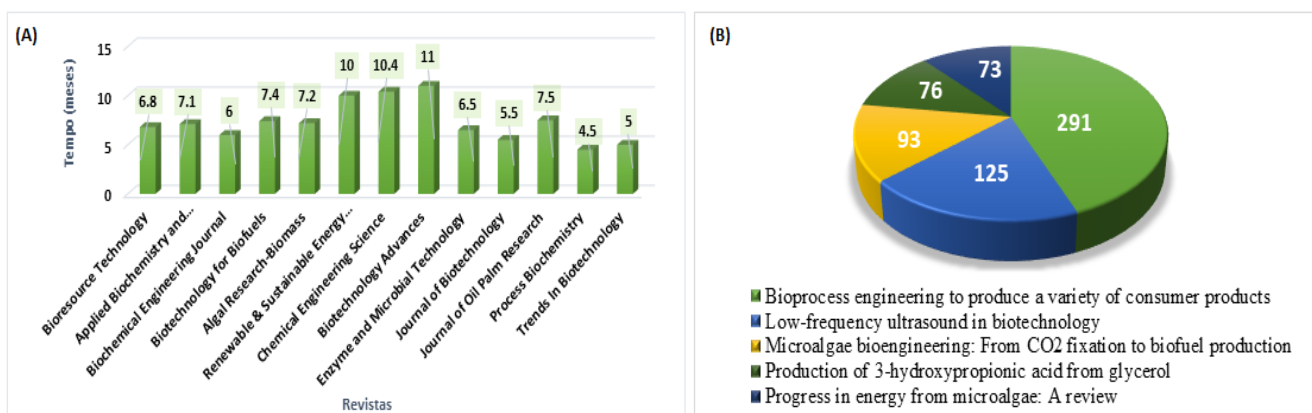 (A)
Tempo (meses)
15
10
5
0
6.8
7.1
6
7.4
7.2
10
10.4
11
6.5
5.5
7.5
4.5
5
Bioresource Technology
Applied Biochemistry and...
Biochemical Engineering Journal
Biotechnology for Biofuels
Algal Research-Biomass
Renewable & Sustainable Energy...
Chemical Engineering Science
Biotechnology Advances
Enzyme and Microbial Technology
Journal of Biotechnology
Journal of Oil Palm Research
Process Biochemistry
Trends In Biotechnology
Revistas
(B)
73
76
291
93
125
Bioprocess engineering to produce a variety of consumer products
Low-frequency ultrasound in biotechnology
Microalgae bioengineering: From CO2 fixation to biofuel production
Production of 3-hydroxypropionic acid from glycerol
Progress in energy from microalgae: A review